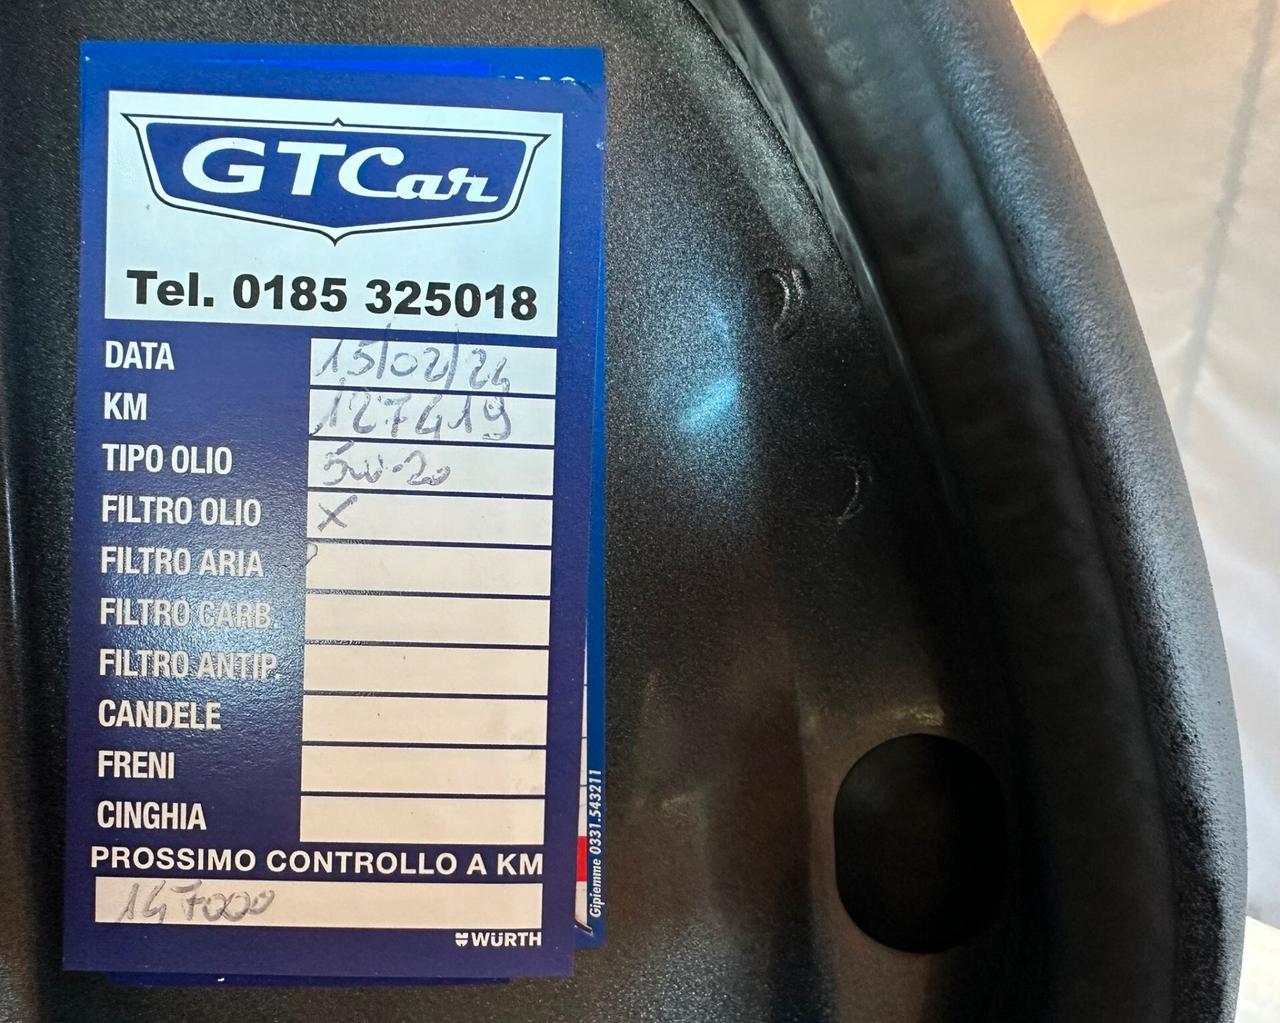 GTCar
Tel. 0185 325018
DATA 15/02/24
KM 127419
TIPO OLIO 5W-20
FILTRO OLIO X
FILTRO ARIA
FILTRO CARB.
FILTRO ANTIP.
CANDELE
FRENI
CINGHIA
PROSSIMO CONTROLLO A KM
147000
WÜRTH
Gipiemme 0331.543211